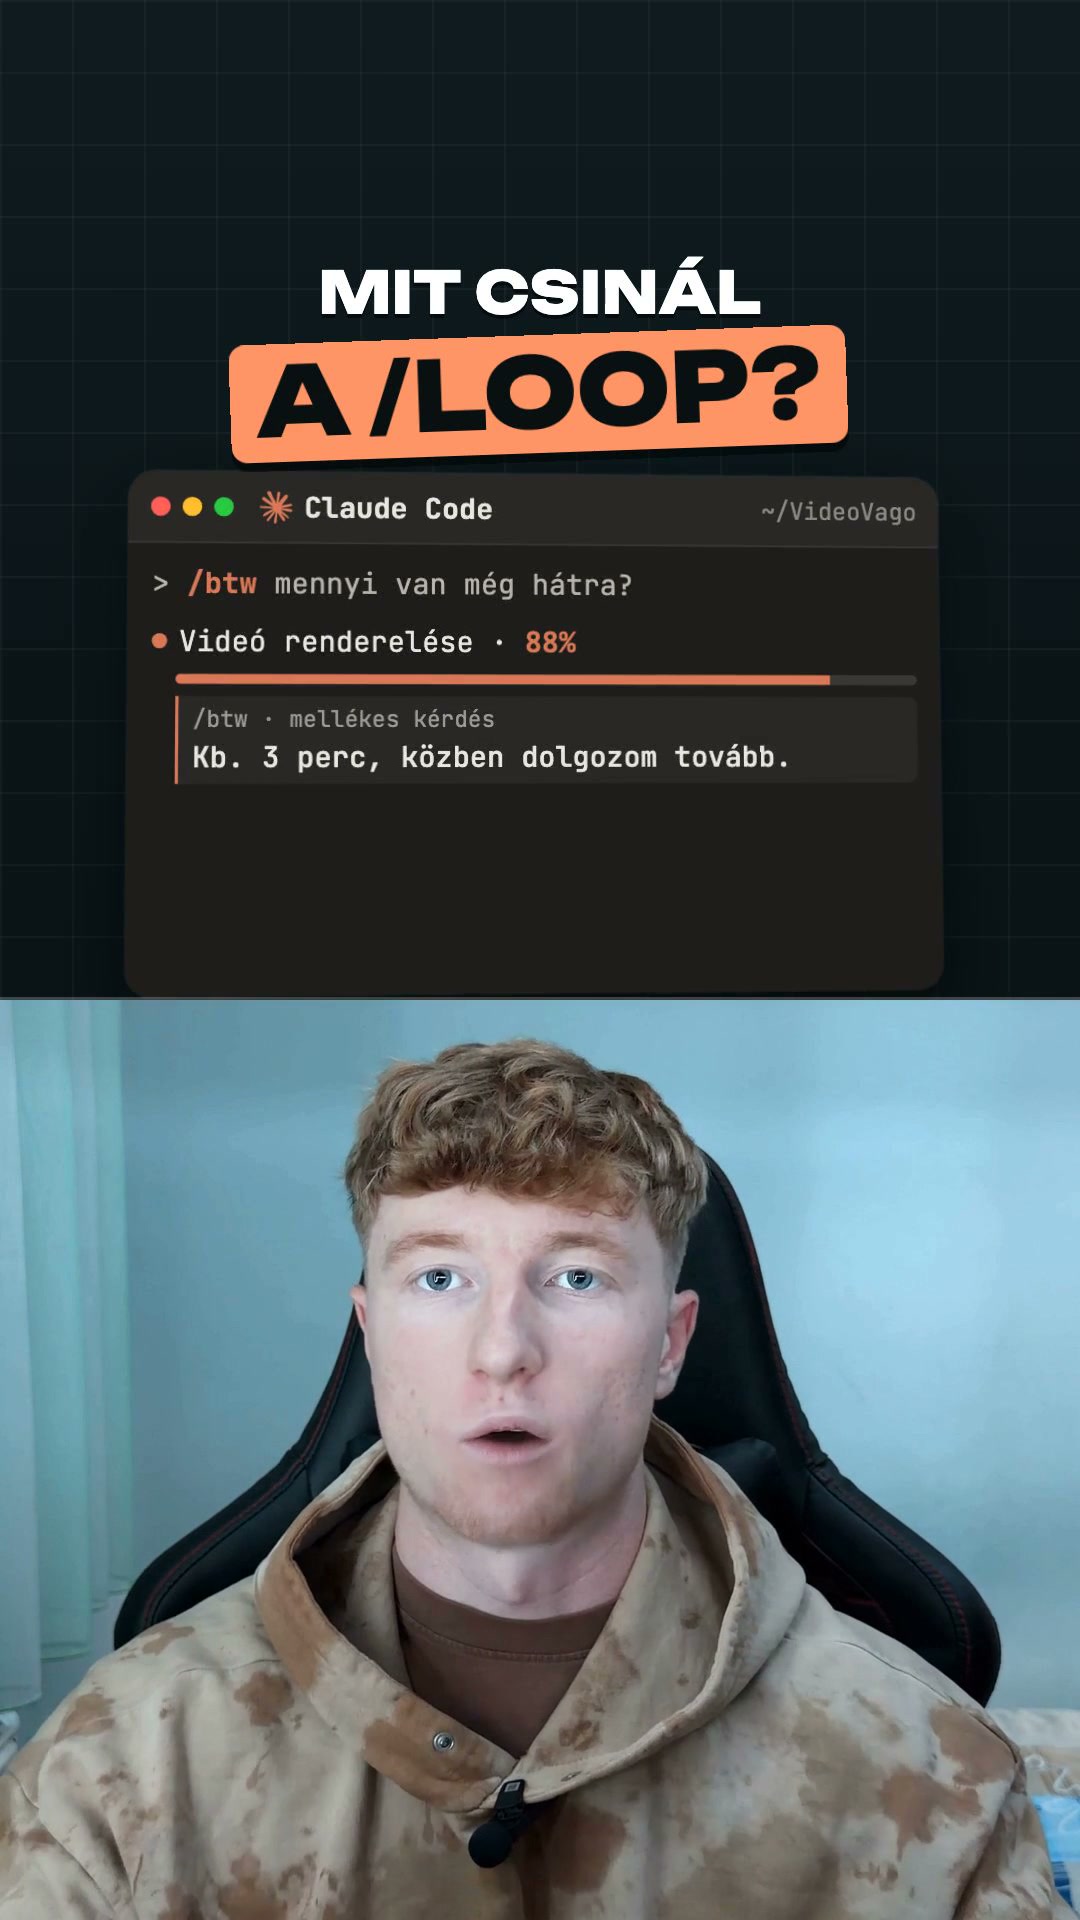 MIT CSINÁL
A /LOOP?
Claude Code
~/VideoVago
> /btw mennyi van még hátra?
Videó renderelése · 88%
/btw · mellékes kérdés
Kb. 3 perc, közben dolgozom tovább.